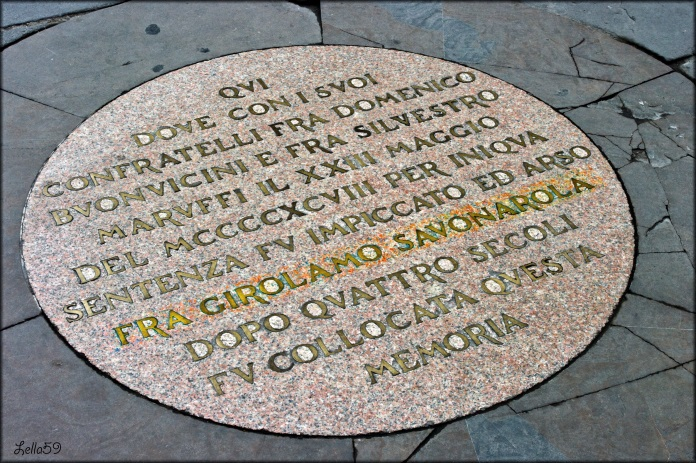 QVI
DOVE CON I SVOI
CONFRATELLI FRA DOMENICO
BVONVICINI E FRA SILVESTRO
MARVFFI IL XXIII MAGGIO
DEL MCCCCXCVIII PER INIQVA
SENTENZA FV IMPICCATO ED ARSO
FRA GIROLAMO SAVONAROLA
DOPO QVATTRO SECOLI
FV COLLOCATA QVESTA
MEMORIA
Lella59